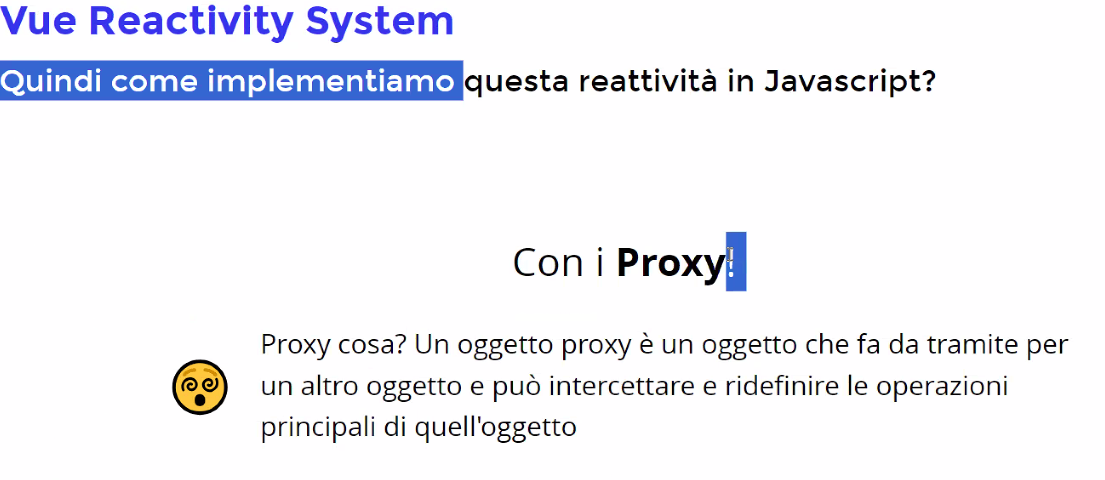 Vue Reactivity System
Quindi come implementiamo questa reattività in Javascript?
Con i Proxy!
Proxy cosa? Un oggetto proxy è un oggetto che fa da tramite per
un altro oggetto e può intercettare e ridefinire le operazioni
principali di quell'oggetto